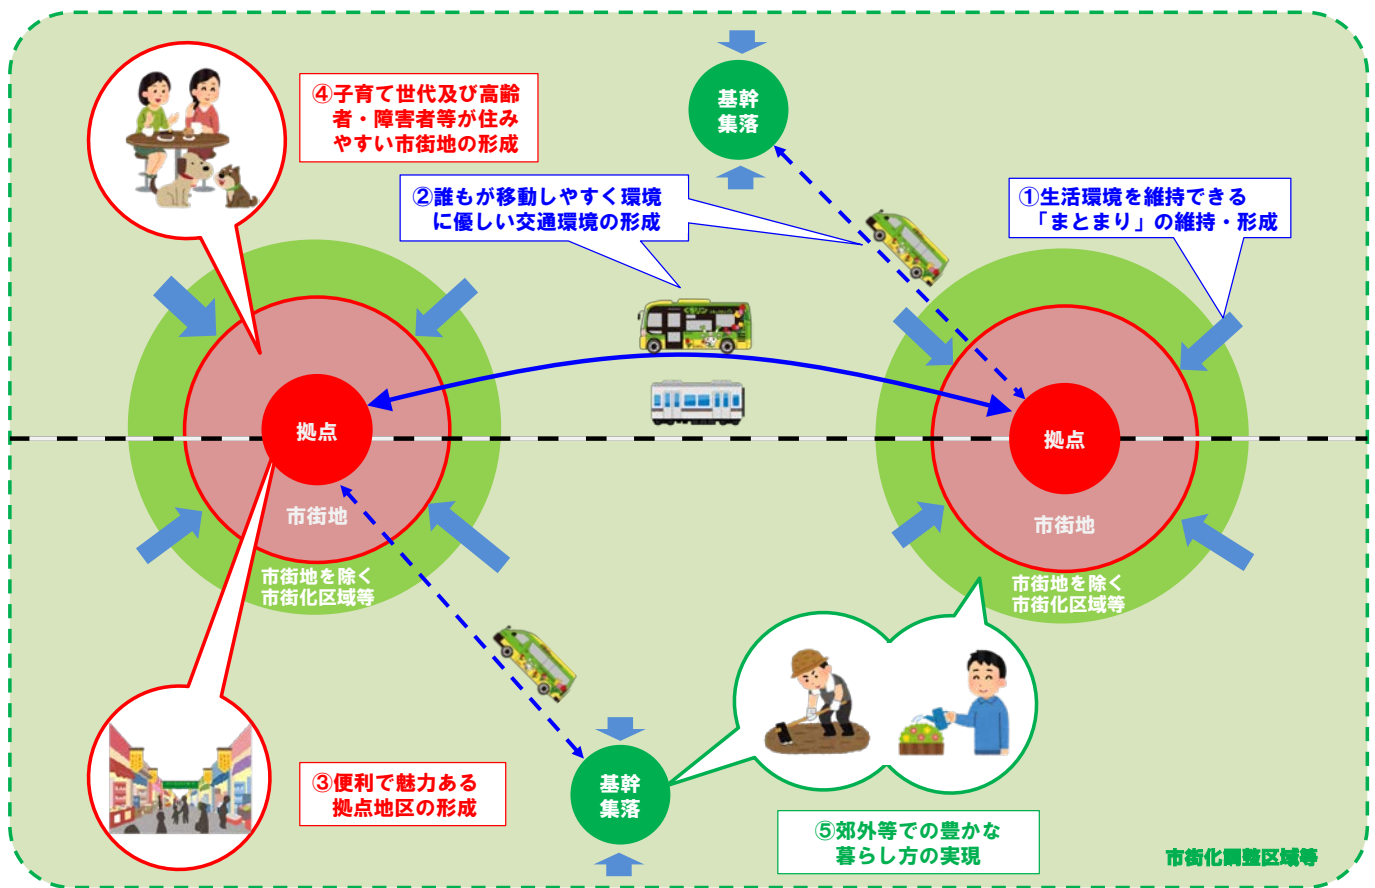 ④子育て世代及び高齢
者・障害者等が住み
やすい市街地の形成
基幹
集落
②誰もが移動しやすく環境
に優しい交通環境の形成
①生活環境を維持できる
「まとまり」の維持・形成
拠点
市街地
市街地を除く
市街化区域等
拠点
市街地
市街地を除く
市街化区域等
③便利で魅力ある
拠点地区の形成
基幹
集落
⑤郊外等での豊かな
暮らし方の実現
市街化調整区域等